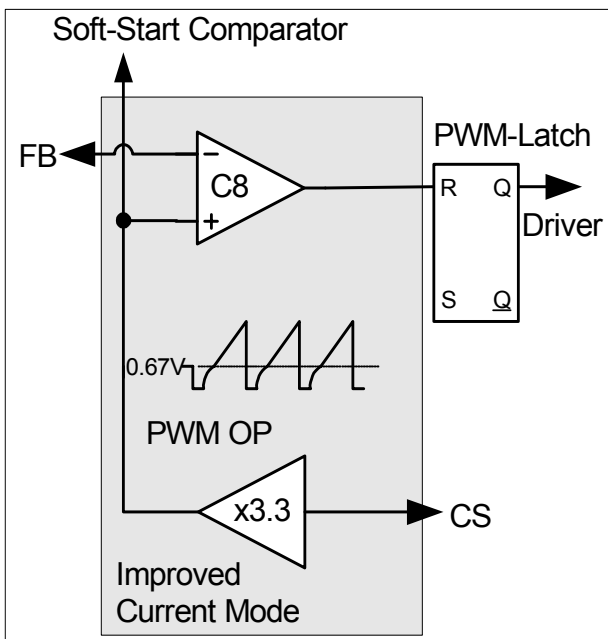 Soft-Start Comparator
FB
−
C8
+
PWM-Latch
R Q
S Q
Driver
0.67V
PWM OP
x3.3
CS
Improved
Current Mode